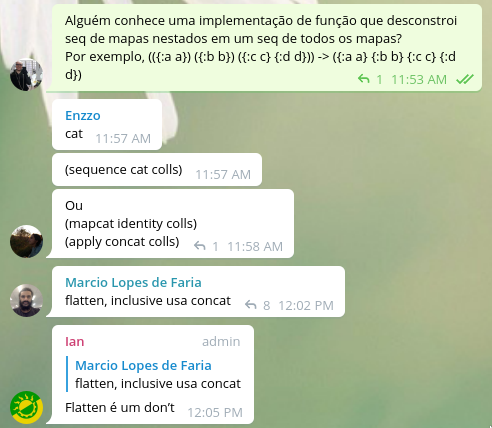 Alguém conhece uma implementação de função que desconstroi
seq de mapas nestados em um seq de todos os mapas?
Por exemplo, (({:a a}) ({:b b}) ({:c c} {:d d})) -> ({:a a} {:b b} {:c c} {:d
d})
1 11:53 AM
Enzzo
cat
11:57 AM
(sequence cat colls)
11:57 AM
Ou
(mapcat identity colls)
(apply concat colls)
1 11:58 AM
Marcio Lopes de Faria
flatten, inclusive usa concat
8 12:02 PM
Ian admin
Marcio Lopes de Faria
flatten, inclusive usa concat
Flatten é um don't
12:05 PM